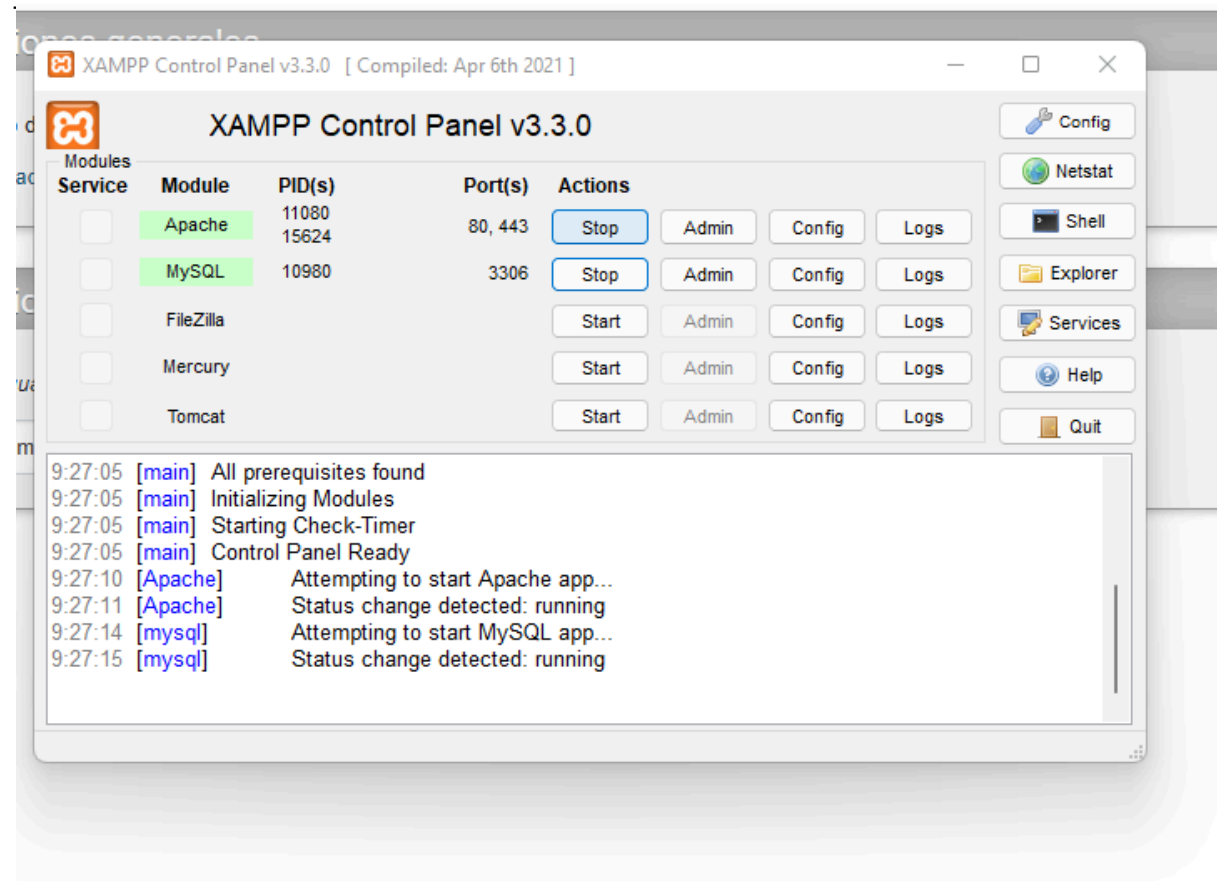 iones generales
XAMPP Control Panel v3.3.0 [ Compiled: Apr 6th 2021 ]
XAMPP Control Panel v3.3.0
Config
Modules
Service Module PID(s) Port(s) Actions
Netstat
Apache 11080 15624 80, 443 Stop Admin Config Logs
Shell
MySQL 10980 3306 Stop Admin Config Logs
Explorer
FileZilla Start Admin Config Logs
Services
Mercury Start Admin Config Logs
Help
Tomcat Start Admin Config Logs
Quit
9:27:05 [main] All prerequisites found
9:27:05 [main] Initializing Modules
9:27:05 [main] Starting Check-Timer
9:27:05 [main] Control Panel Ready
9:27:10 [Apache] Attempting to start Apache app...
9:27:11 [Apache] Status change detected: running
9:27:14 [mysql] Attempting to start MySQL app...
9:27:15 [mysql] Status change detected: running